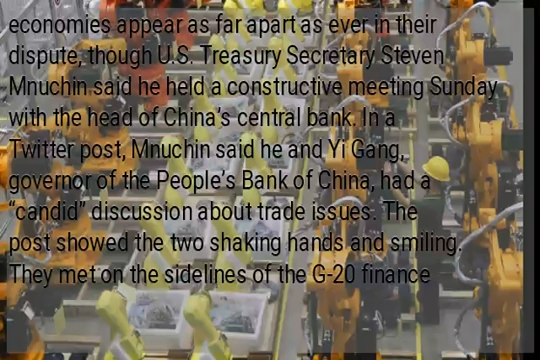 economies appear as far apart as ever in their
dispute, though U.S. Treasury Secretary Steven
Mnuchin said he held a constructive meeting Sunday
with the head of China's central bank. In a
Twitter post, Mnuchin said he and Yi Gang,
governor of the People's Bank of China, had a
“candid” discussion about trade issues. The
post showed the two shaking hands and smiling.
They met on the sidelines of the G-20 finance